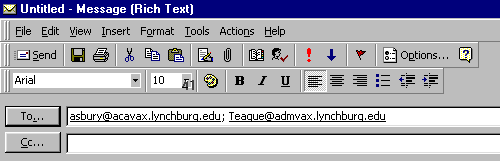 Untitled - Message (Rich Text)
File Edit View Insert Format Tools Actions Help
Send Options...
Arial 10 A B I U
To... asbury@acavax.lynchburg.edu; Teague@admvax.lynchburg.edu
Cc...